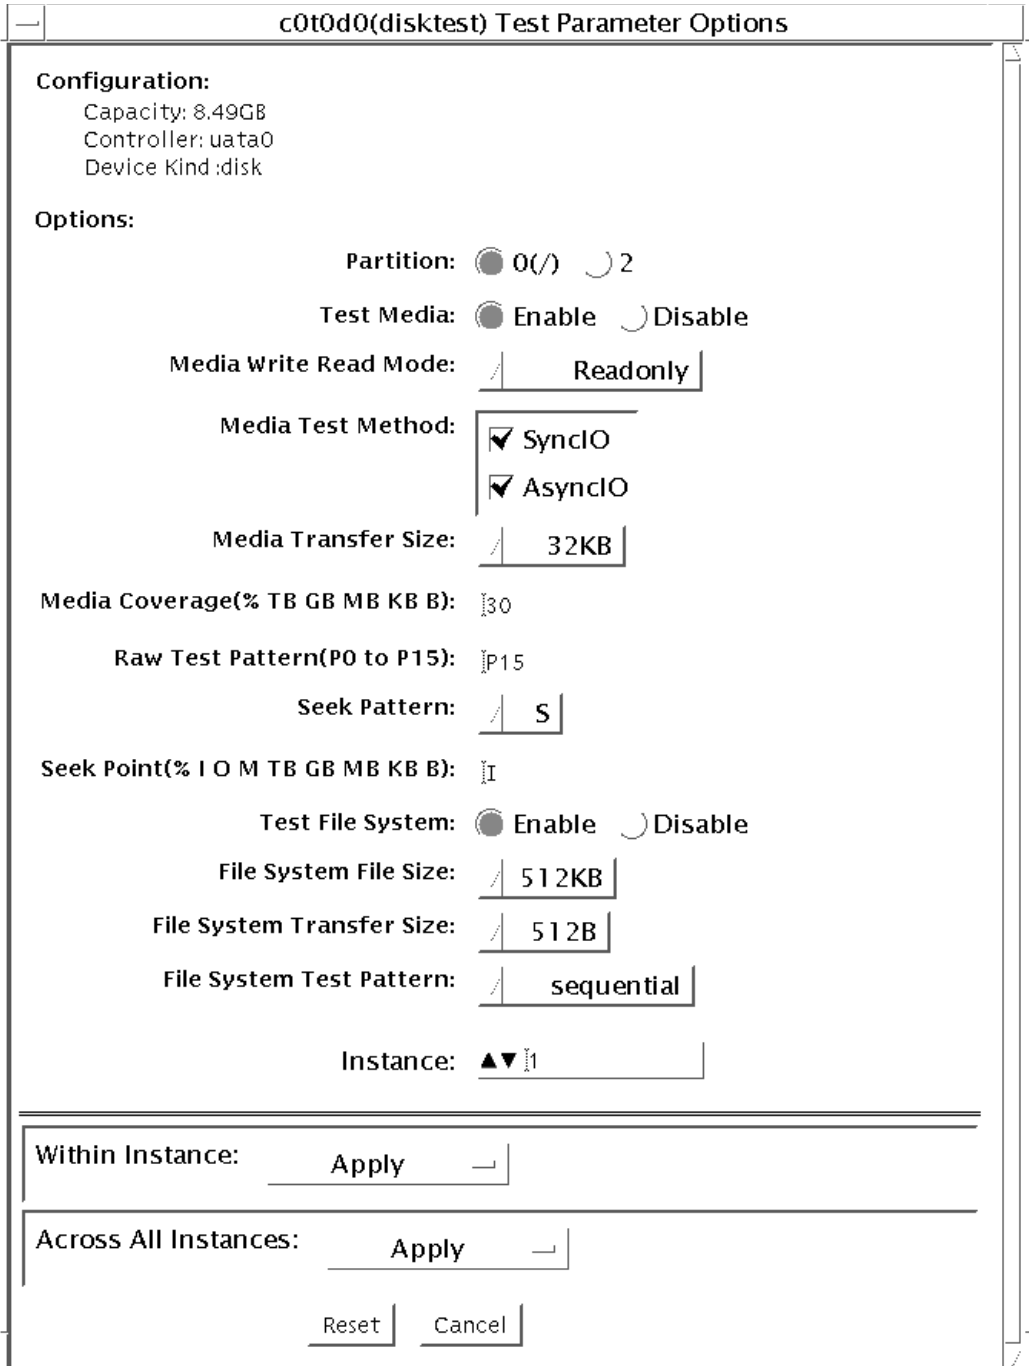 c0t0d0(disktest) Test Parameter Options
Configuration:
Capacity: 8.49GB
Controller: uata0
Device Kind :disk
Options:
Partition: 0(/) 2
Test Media: Enable Disable
Media Write Read Mode: Readonly
Media Test Method: SyncIO
AsyncIO
Media Transfer Size: 32KB
Media Coverage(% TB GB MB KB B): 30
Raw Test Pattern(P0 to P15): P15
Seek Pattern: S
Seek Point(% I O M TB GB MB KB B): I
Test File System: Enable Disable
File System File Size: 512KB
File System Transfer Size: 512B
File System Test Pattern: sequential
Instance: 1
Within Instance: Apply
Across All Instances: Apply
Reset Cancel